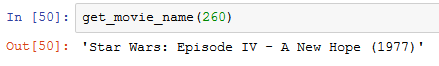 In [50]: get_movie_name(260)
Out[50]: 'Star Wars: Episode IV - A New Hope (1977)'